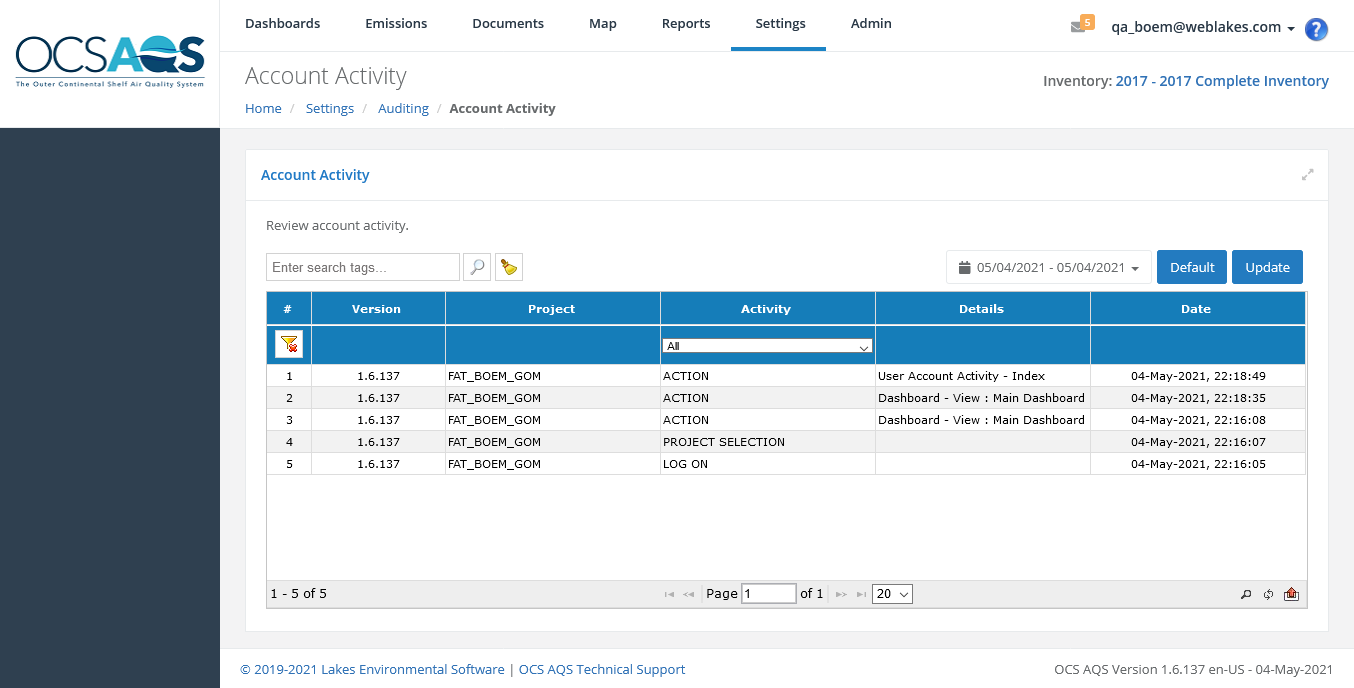 OCSAQS
The Outer Continental Shelf Air Quality System
Dashboards Emissions Documents Map Reports Settings Admin
5 qa_boem@weblakes.com ?
Account Activity
Inventory: 2017 - 2017 Complete Inventory
Home / Settings / Auditing / Account Activity
Account Activity
Review account activity.
Enter search tags... 05/04/2021 - 05/04/2021 Default Update
# Version Project Activity Details Date
All
1 1.6.137 FAT_BOEM_GOM ACTION User Account Activity - Index 04-May-2021, 22:18:49
2 1.6.137 FAT_BOEM_GOM ACTION Dashboard - View : Main Dashboard 04-May-2021, 22:18:35
3 1.6.137 FAT_BOEM_GOM ACTION Dashboard - View : Main Dashboard 04-May-2021, 22:16:08
4 1.6.137 FAT_BOEM_GOM PROJECT SELECTION 04-May-2021, 22:16:07
5 1.6.137 FAT_BOEM_GOM LOG ON 04-May-2021, 22:16:05
1 - 5 of 5 Page 1 of 1 20
© 2019-2021 Lakes Environmental Software | OCS AQS Technical Support
OCS AQS Version 1.6.137 en-US - 04-May-2021